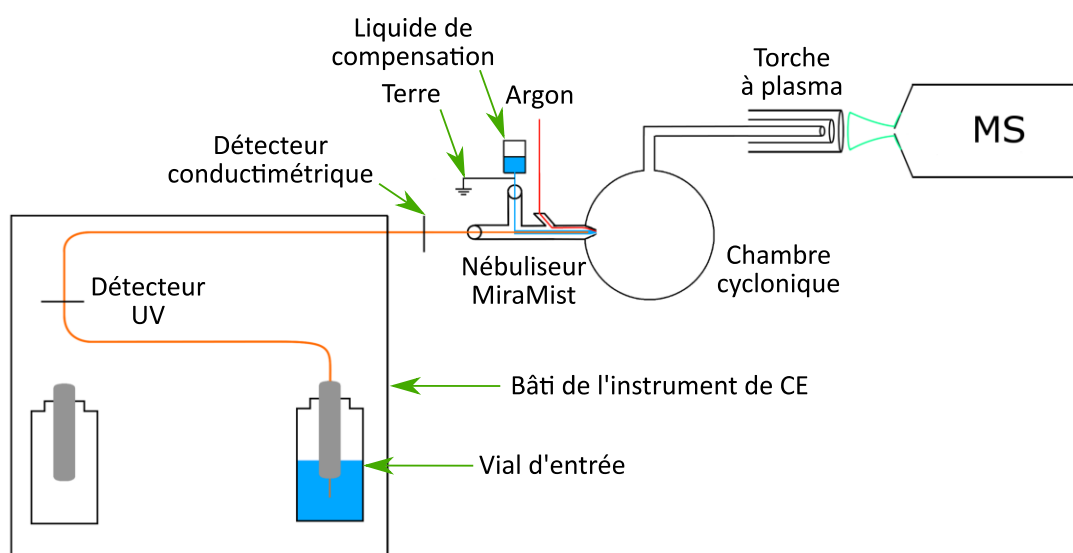 Liquide de
compensation
Terre
Argon
Torche
à plasma
MS
Détecteur
conductimétrique
Nébuliseur
MiraMist
Chambre
cyclonique
Détecteur
UV
Bâti de l'instrument de CE
Vial d'entrée